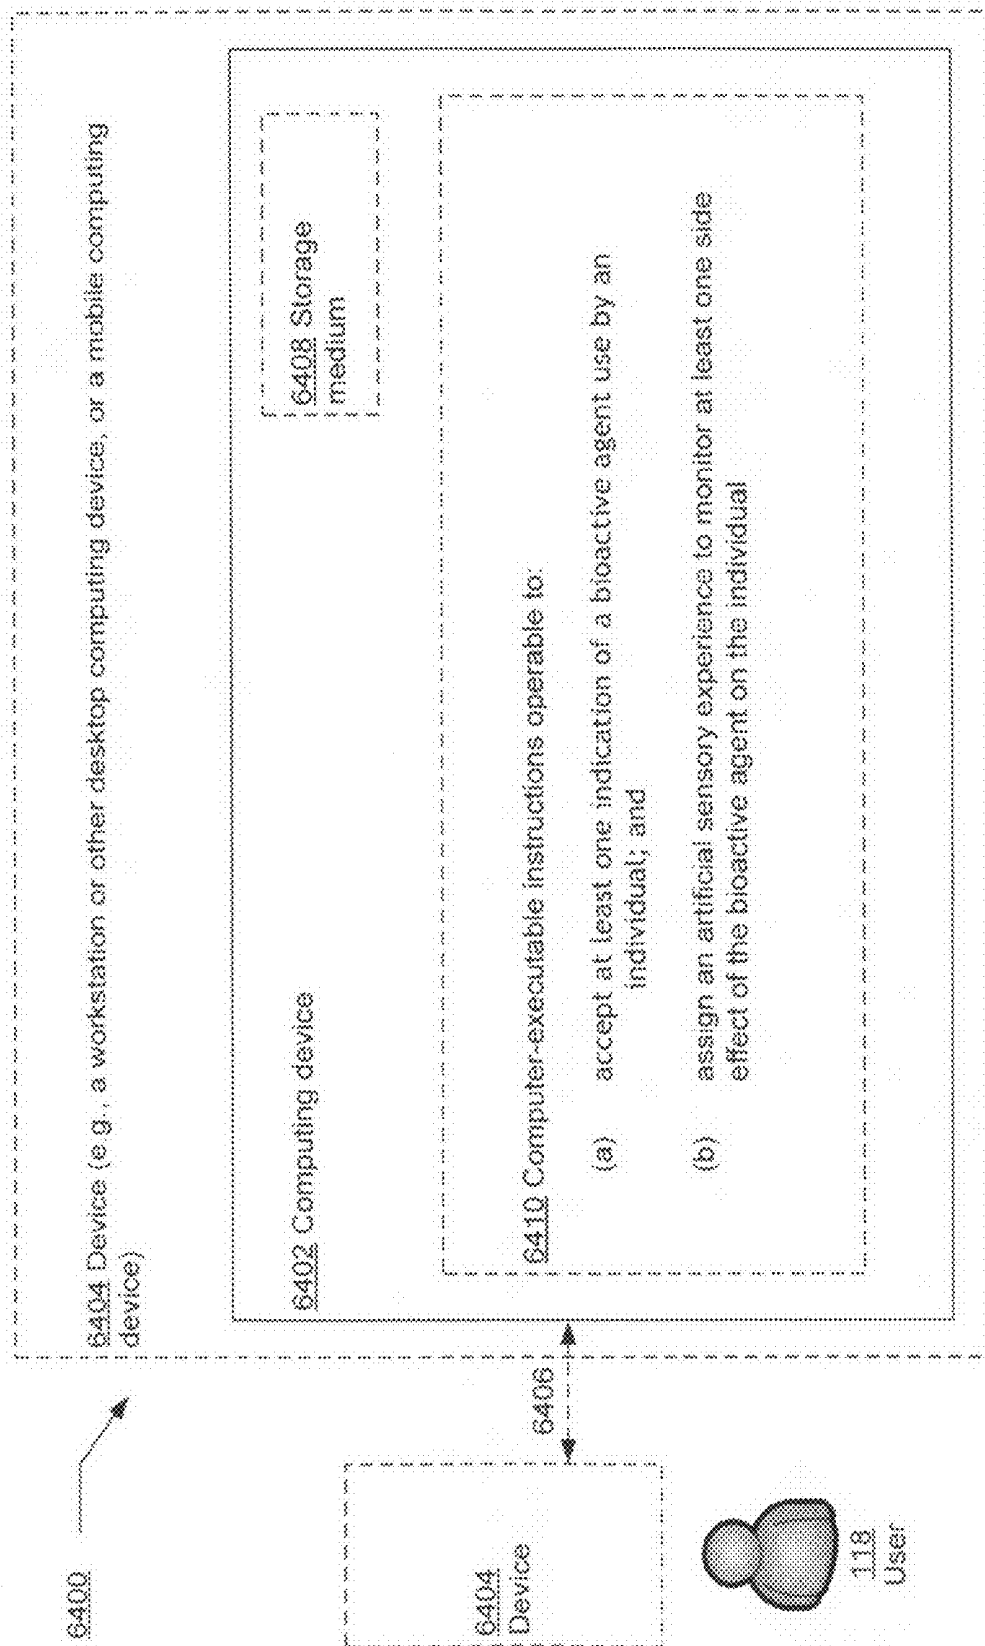 6400
6404 Device (e.g., a workstation or other desktop computing device, or a mobile computing
device)
6402 Computing device
6408 Storage
medium
6410 Computer-executable instructions operable to:
(a) accept at least one indication of a bioactive agent use by an
individual; and
(b) assign an artificial sensory experience to monitor at least one side
effect of the bioactive agent on the individual
6406
6404
Device
118
User